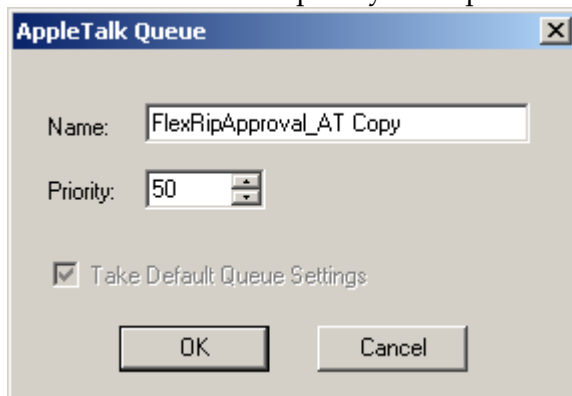 AppleTalk Queue
Name: FlexRipApproval_AT Copy
Priority: 50
Take Default Queue Settings
OK Cancel